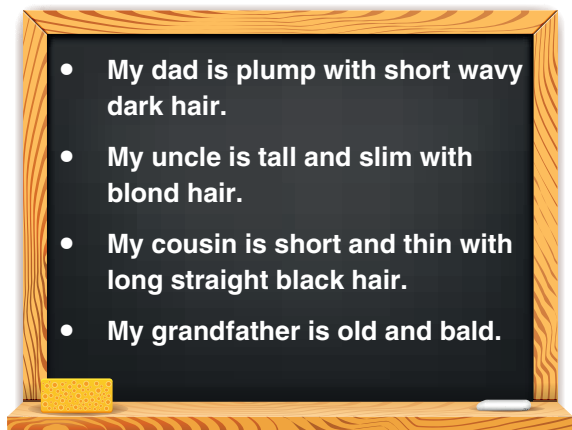 • My dad is plump with short wavy
dark hair.
• My uncle is tall and slim with
blond hair.
• My cousin is short and thin with
long straight black hair.
• My grandfather is old and bald.